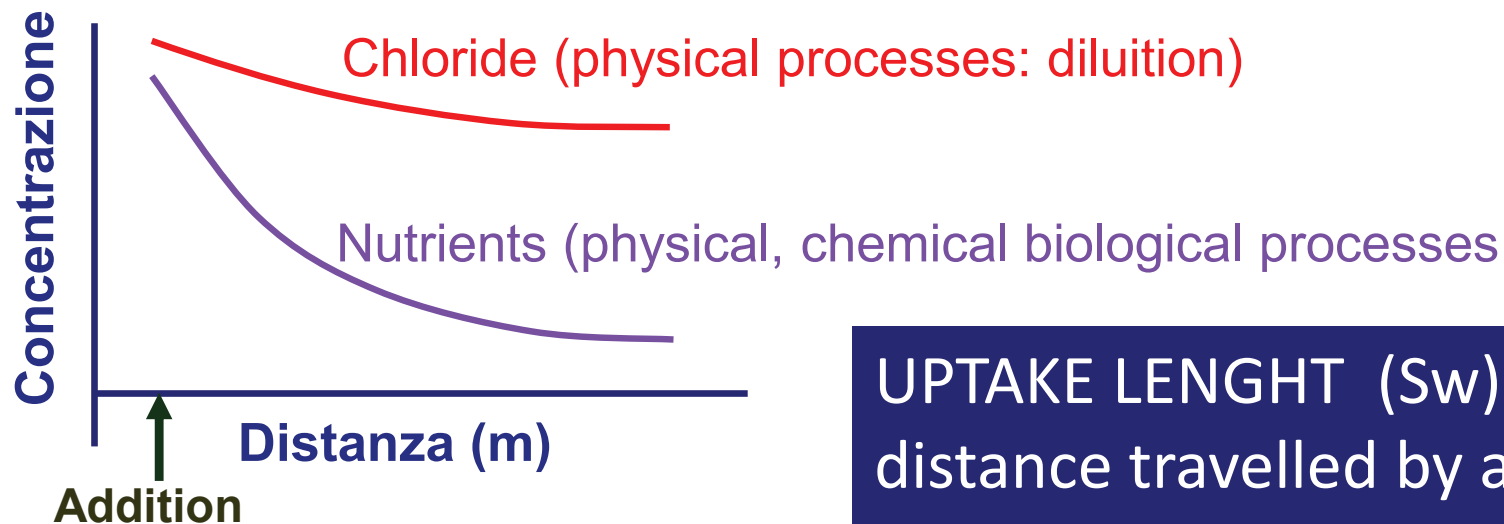 Concentrazione
Chloride (physical processes: diluition)
Nutrients (physical, chemical biological processes
UPTAKE LENGHT (Sw)
distance travelled by a
Distanza (m)
Addition